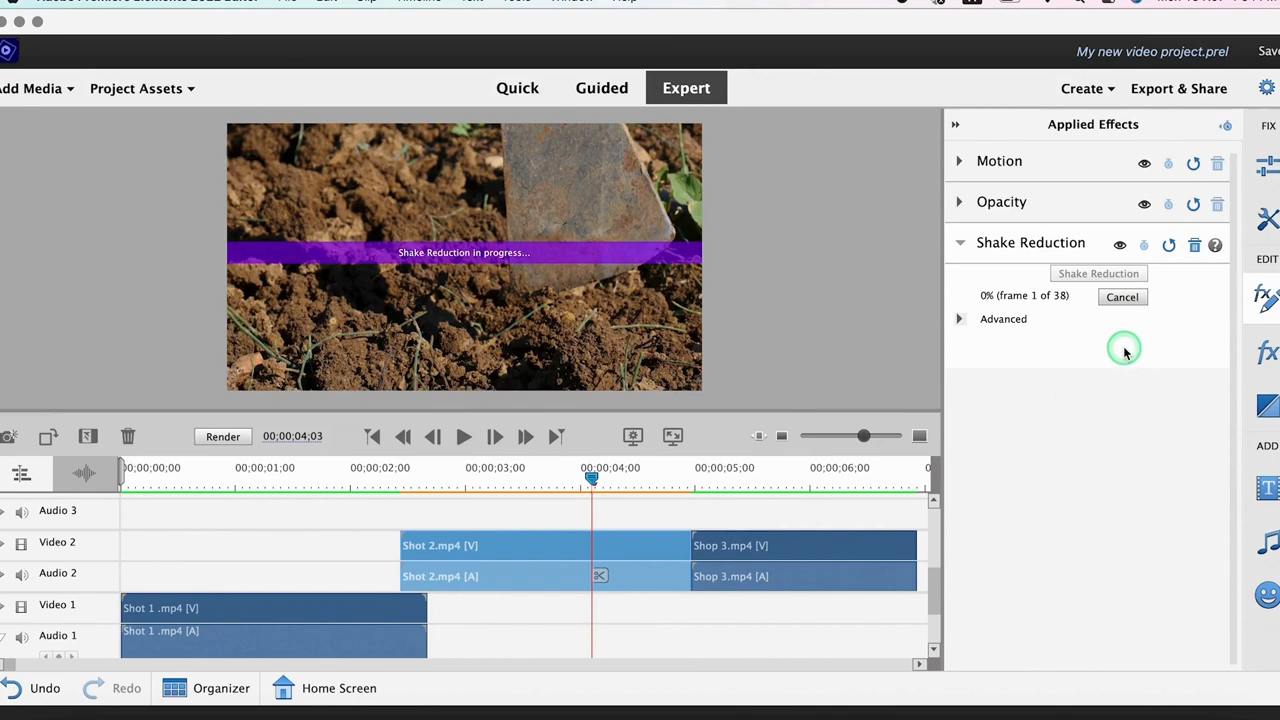 My new video project.prel
Add Media
Project Assets
Quick
Guided
Expert
Create
Export & Share
Applied Effects
FIX
Motion
Opacity
Shake Reduction
EDIT
Shake Reduction
0% (frame 1 of 38)
Cancel
Advanced
Shake Reduction in progress...
Render
00;00;04;03
ADD
00;00;01;00
00;00;02;00
00;00;03;00
00;00;04;00
00;00;05;00
00;00;06;00
Audio 3
Video 2
Shot 2.mp4 [V]
Shop 3.mp4 [V]
Audio 2
Shot 2.mp4 [A]
Shop 3.mp4 [A]
Video 1
Shot 1 .mp4 [V]
Audio 1
Shot 1 .mp4 [A]
Undo
Redo
Organizer
Home Screen